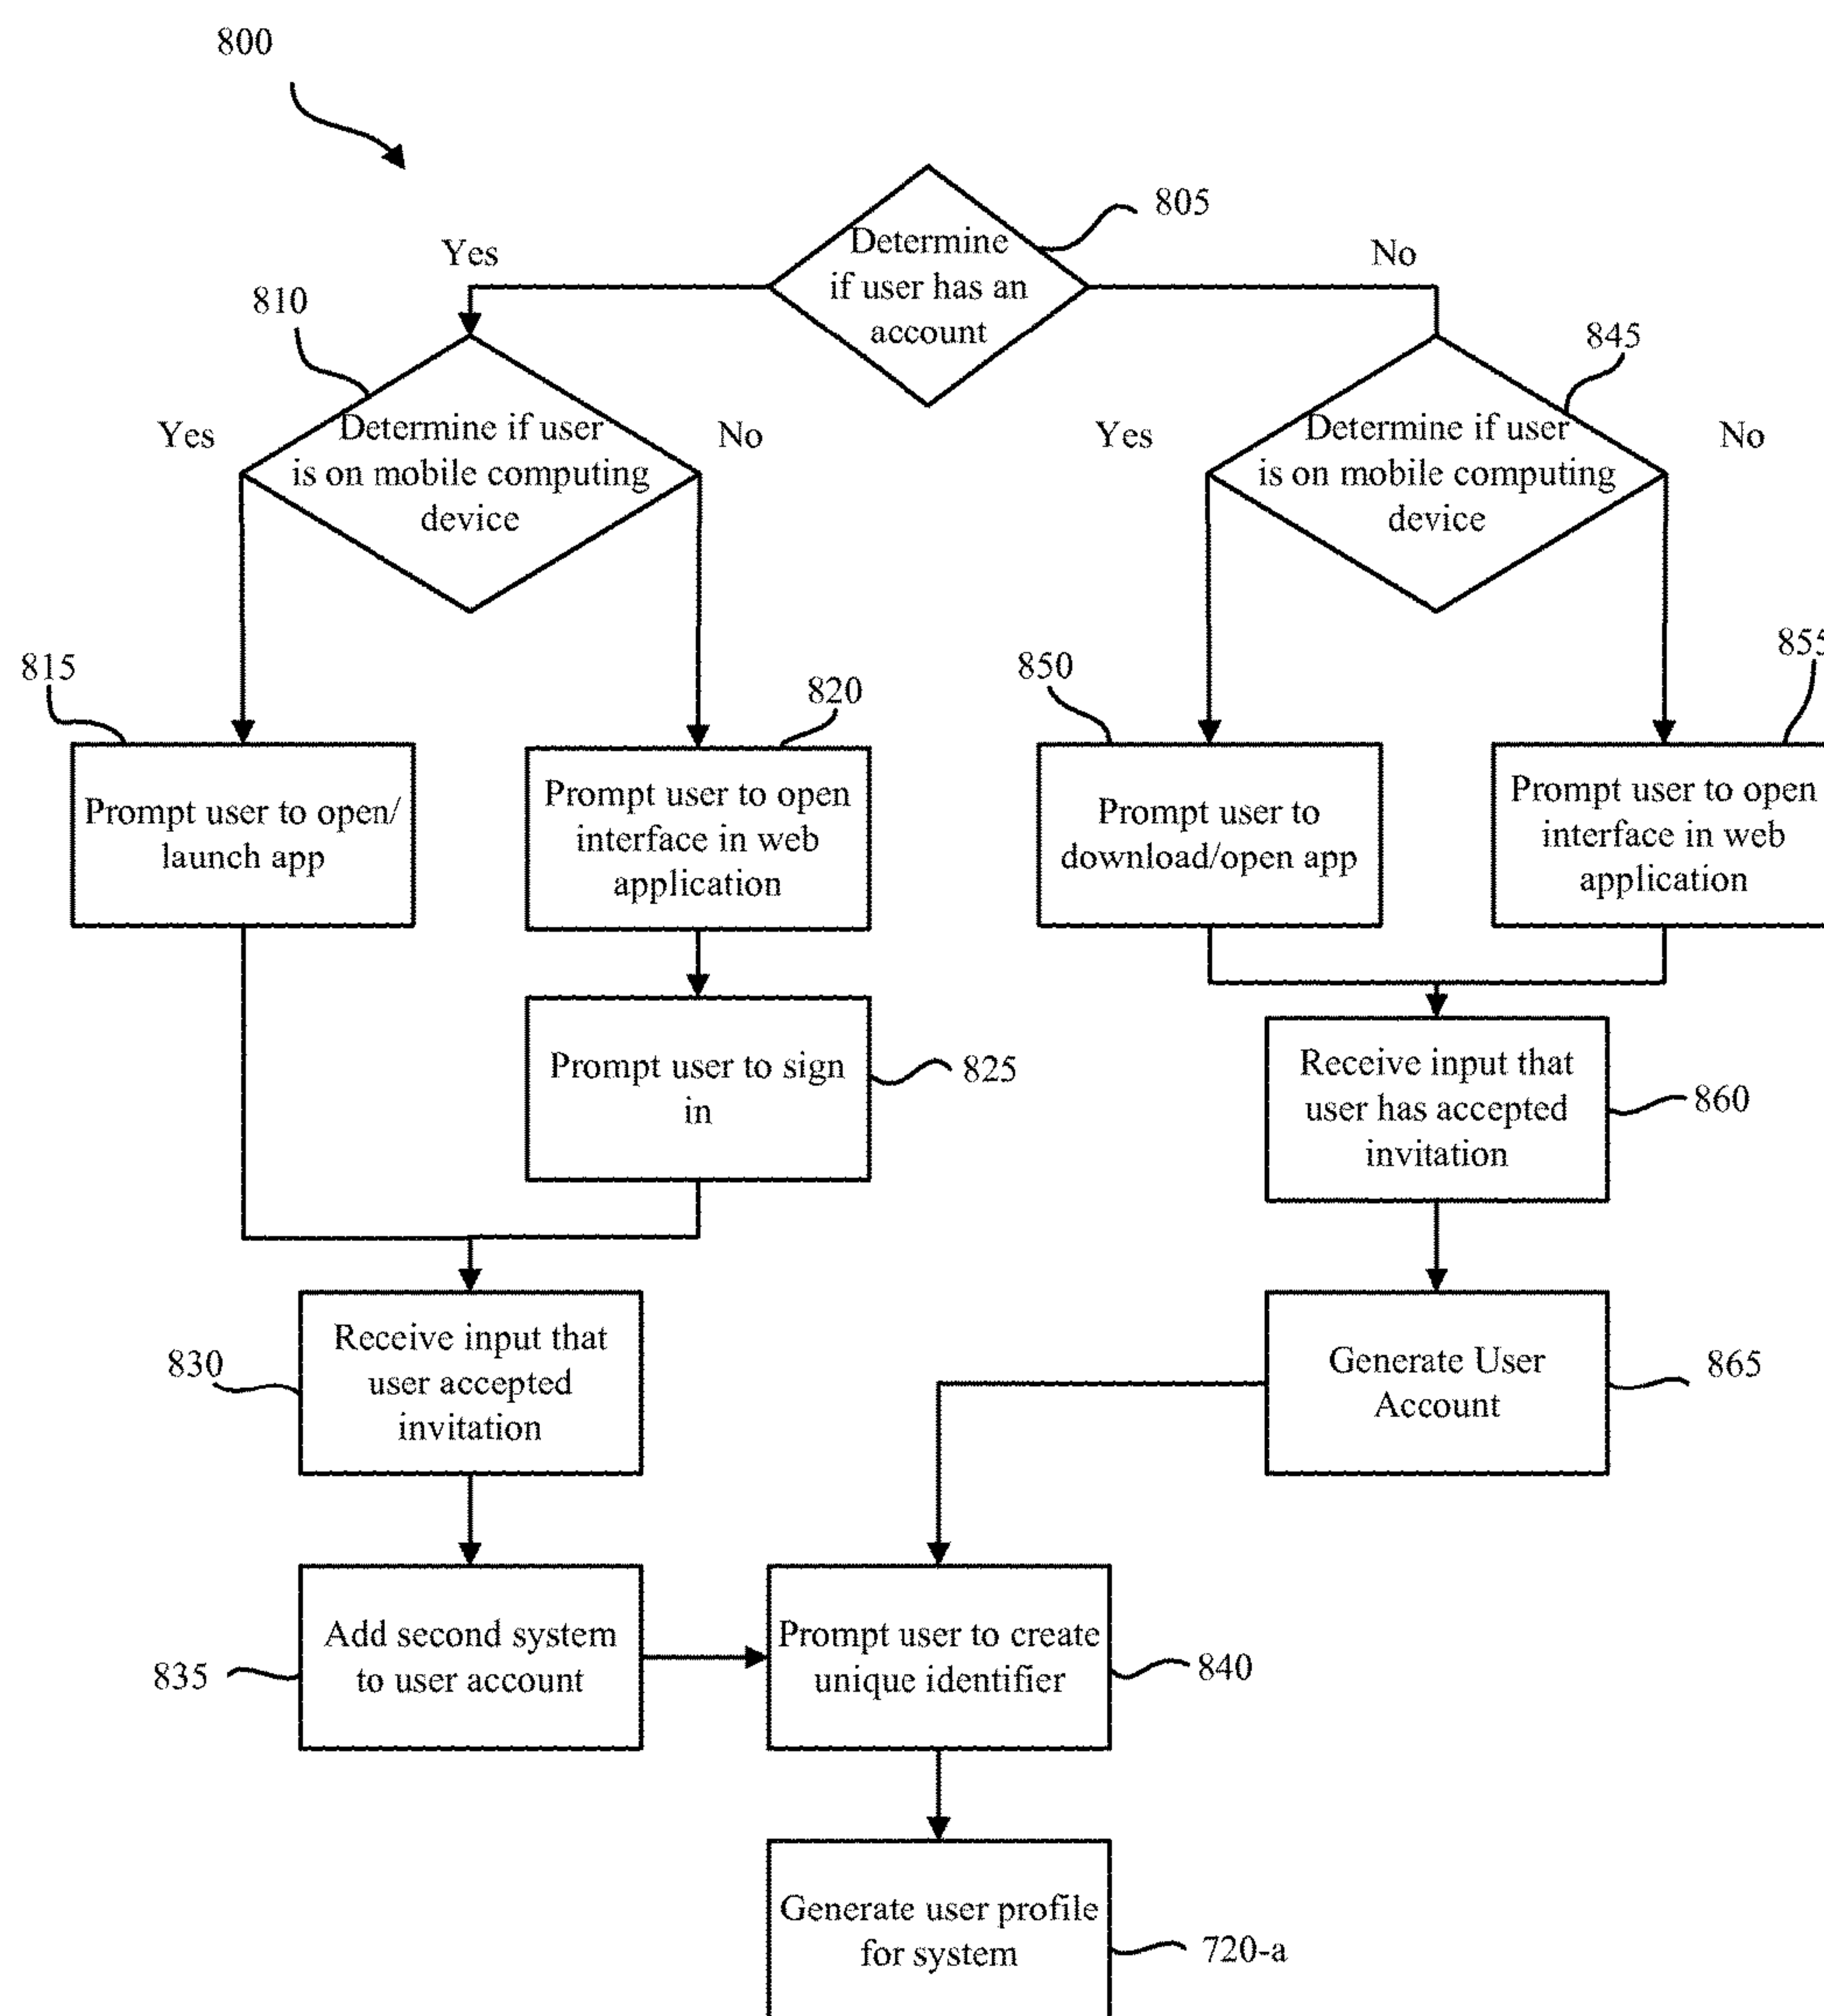 800
805
Determine
if user has an
account
Yes
No
810
845
Determine if user
is on mobile computing
device
Yes
No
Determine if user
is on mobile computing
device
Yes
No
815
820
850
855
Prompt user to open/
launch app
Prompt user to open
interface in web
application
Prompt user to
download/open app
Prompt user to open
interface in web
application
Prompt user to sign
in
825
Receive input that
user has accepted
invitation
860
830
Receive input that
user accepted
invitation
Generate User
Account
865
835
Add second system
to user account
Prompt user to create
unique identifier
840
Generate user profile
for system
720-a